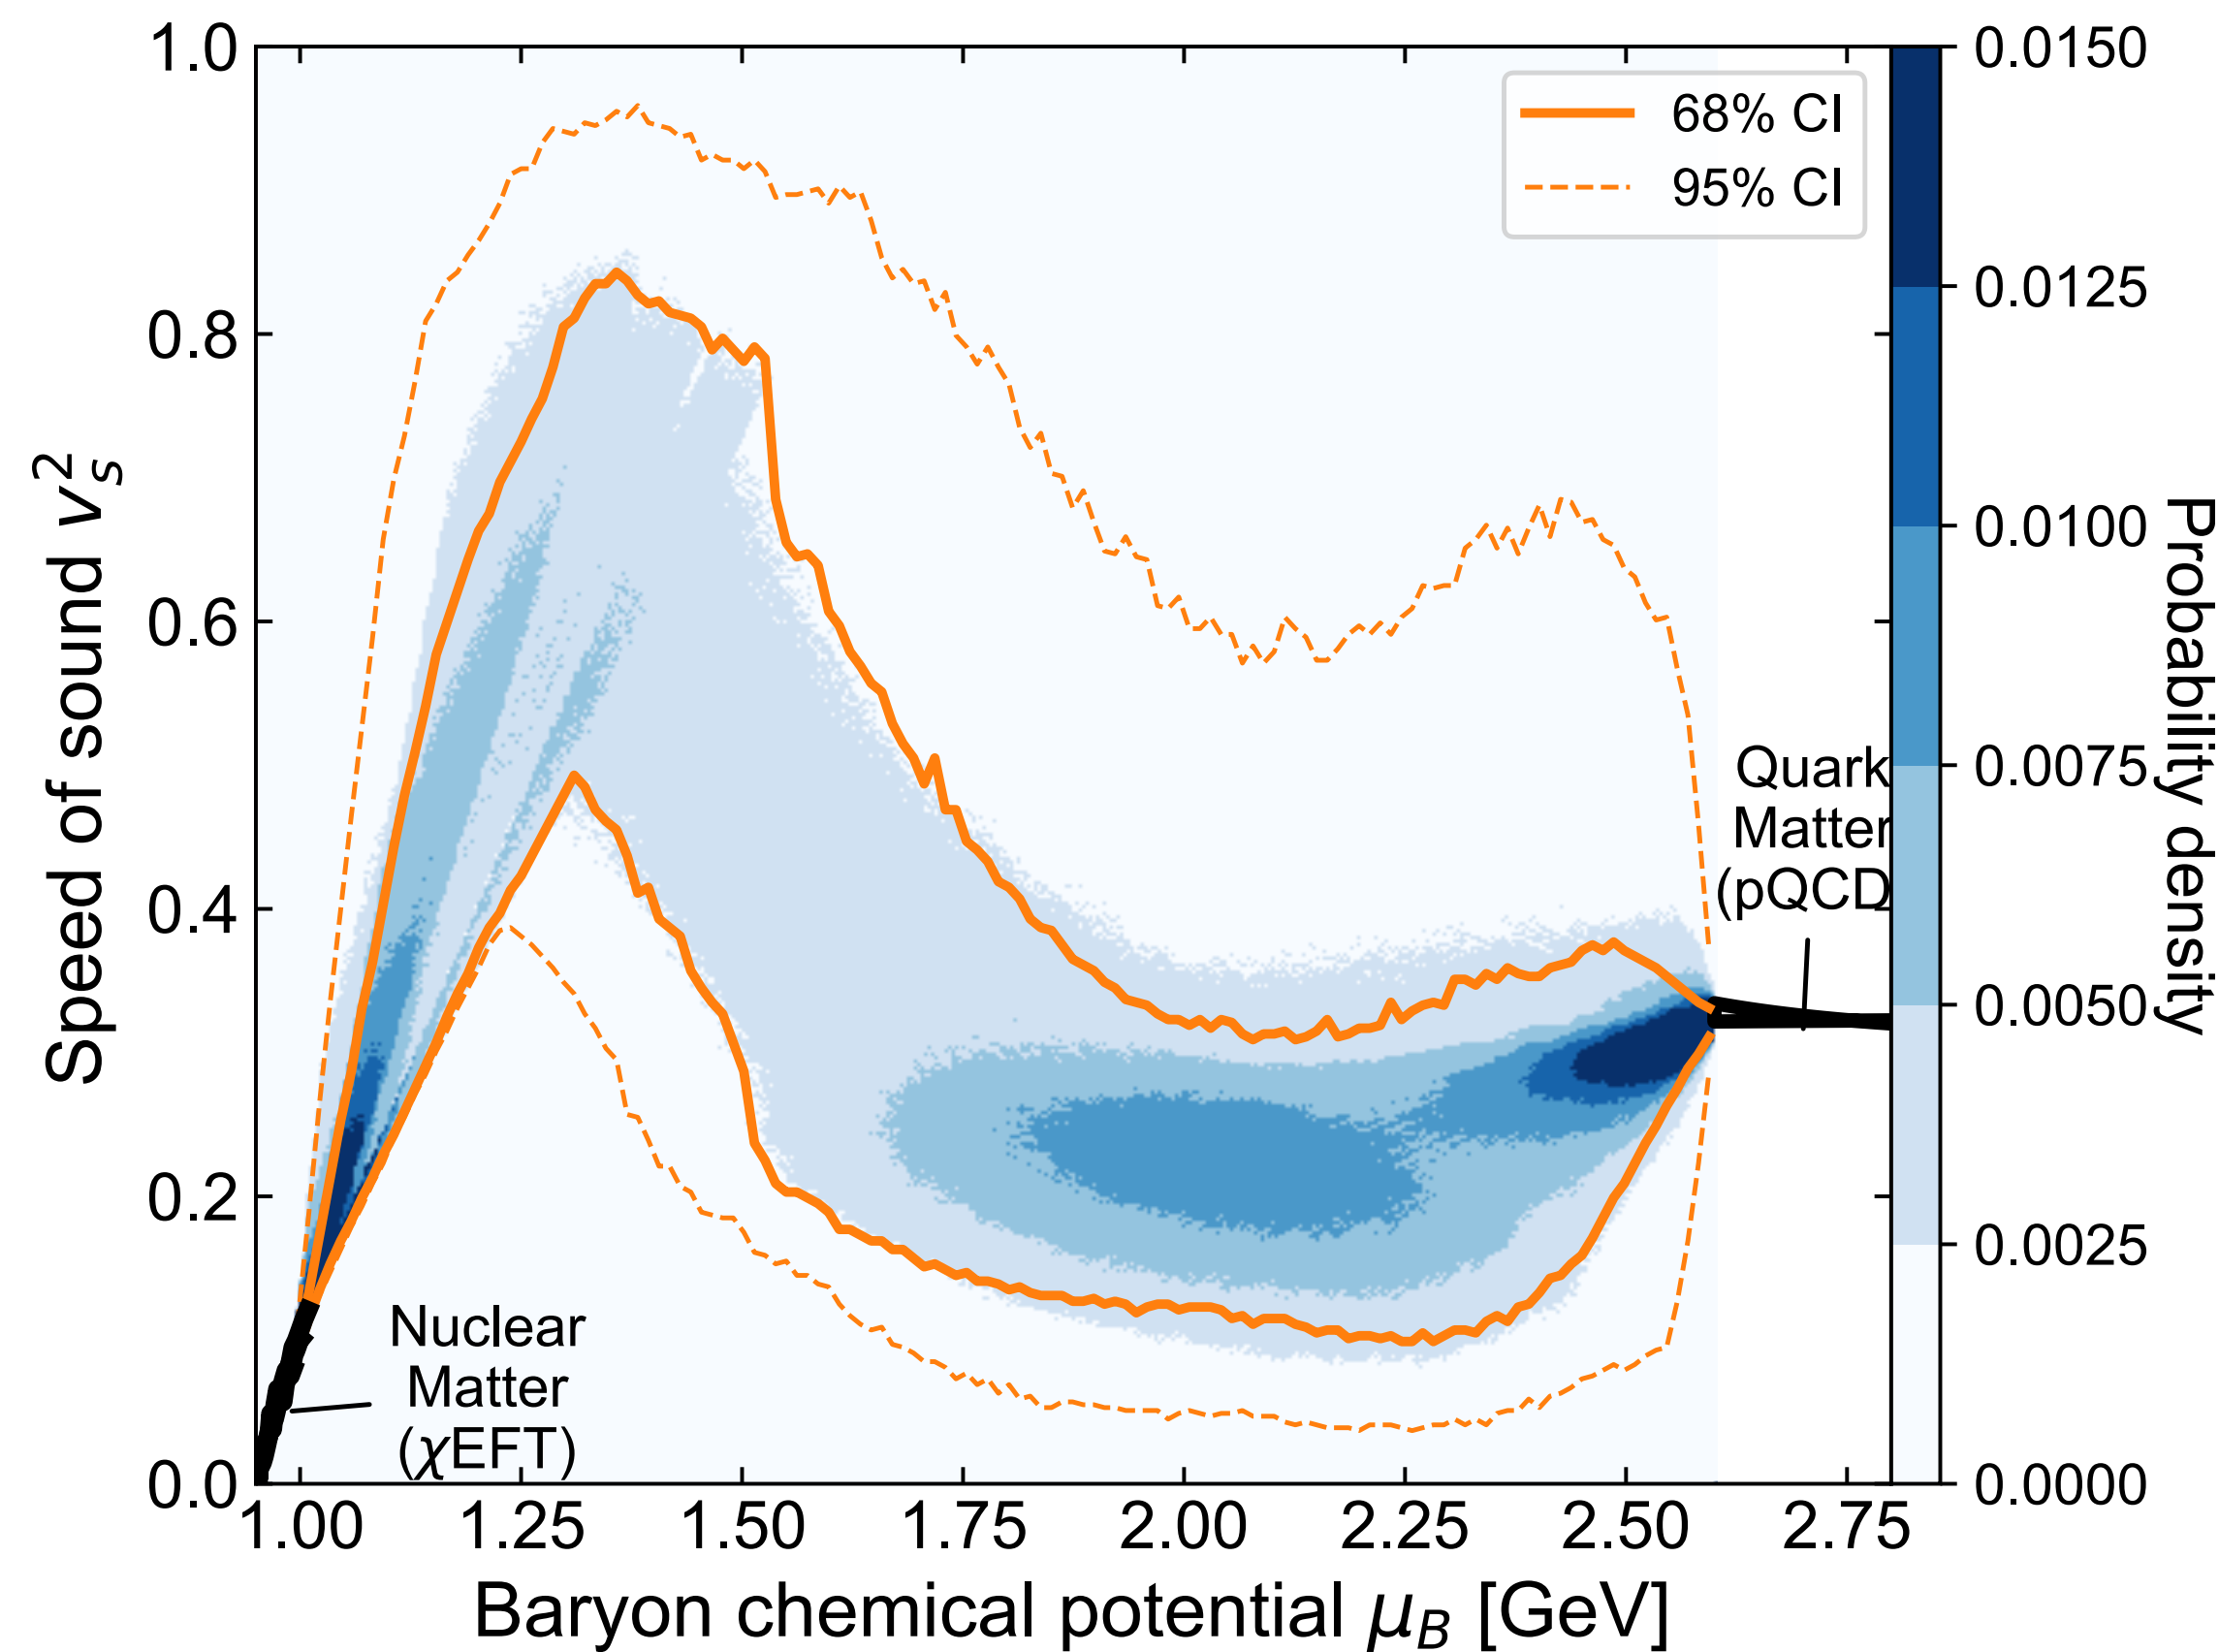 1.0
0.8
0.6
0.4
0.2
0.0
Speed of sound v_s^2
1.00 1.25 1.50 1.75 2.00 2.25 2.50 2.75
Baryon chemical potential μ_B [GeV]
68% CI
95% CI
Nuclear
Matter
(χEFT)
Quark
Matter
(pQCD
0.0150
0.0125
0.0100
0.0075
0.0050
0.0025
0.0000
Probability density